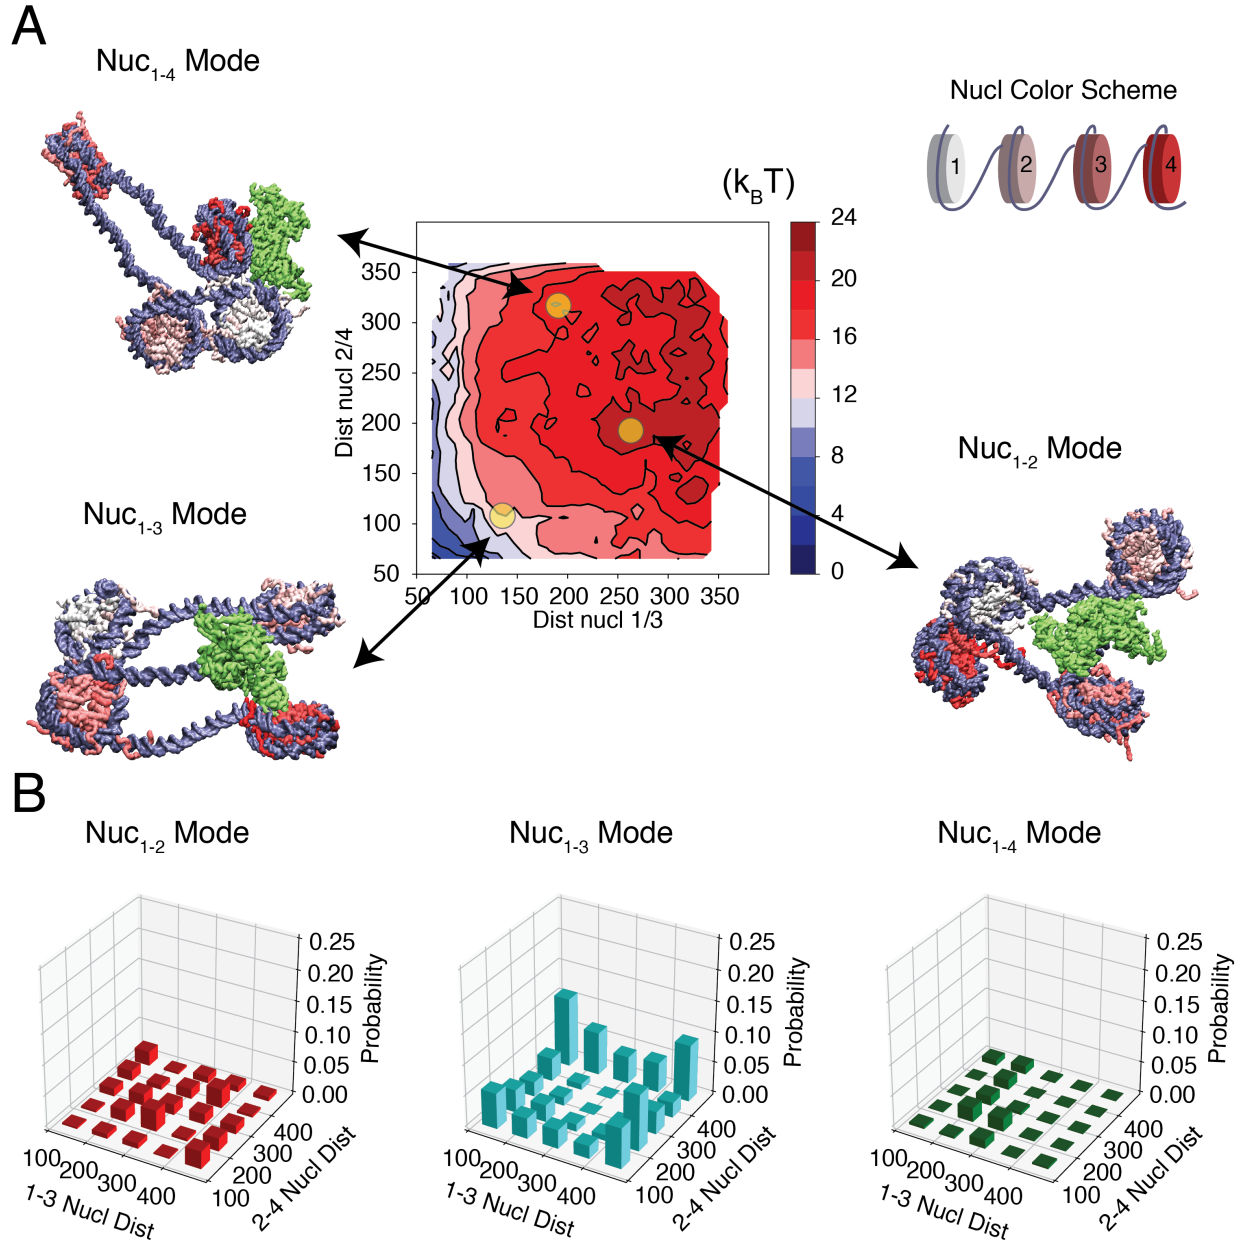 A
Nuc1-4 Mode
Nucl Color Scheme
1 2 3 4
(kBT)
24
20
16
12
8
4
0
Dist nucl 2/4
350
300
250
200
150
100
50
50 100 150 200 250 300 350
Dist nucl 1/3
Nuc1-2 Mode
Nuc1-3 Mode
B
Nuc1-2 Mode
Nuc1-3 Mode
Nuc1-4 Mode
0.25
0.20
0.15
0.10
0.05
0.00
Probability
100 200 300 400
1-3 Nucl Dist
400
300
200
100
2-4 Nucl Dist
0.25
0.20
0.15
0.10
0.05
0.00
Probability
100 200 300 400
1-3 Nucl Dist
400
300
200
100
2-4 Nucl Dist
0.25
0.20
0.15
0.10
0.05
0.00
Probability
100 200 300 400
1-3 Nucl Dist
400
300
200
100
2-4 Nucl Dist